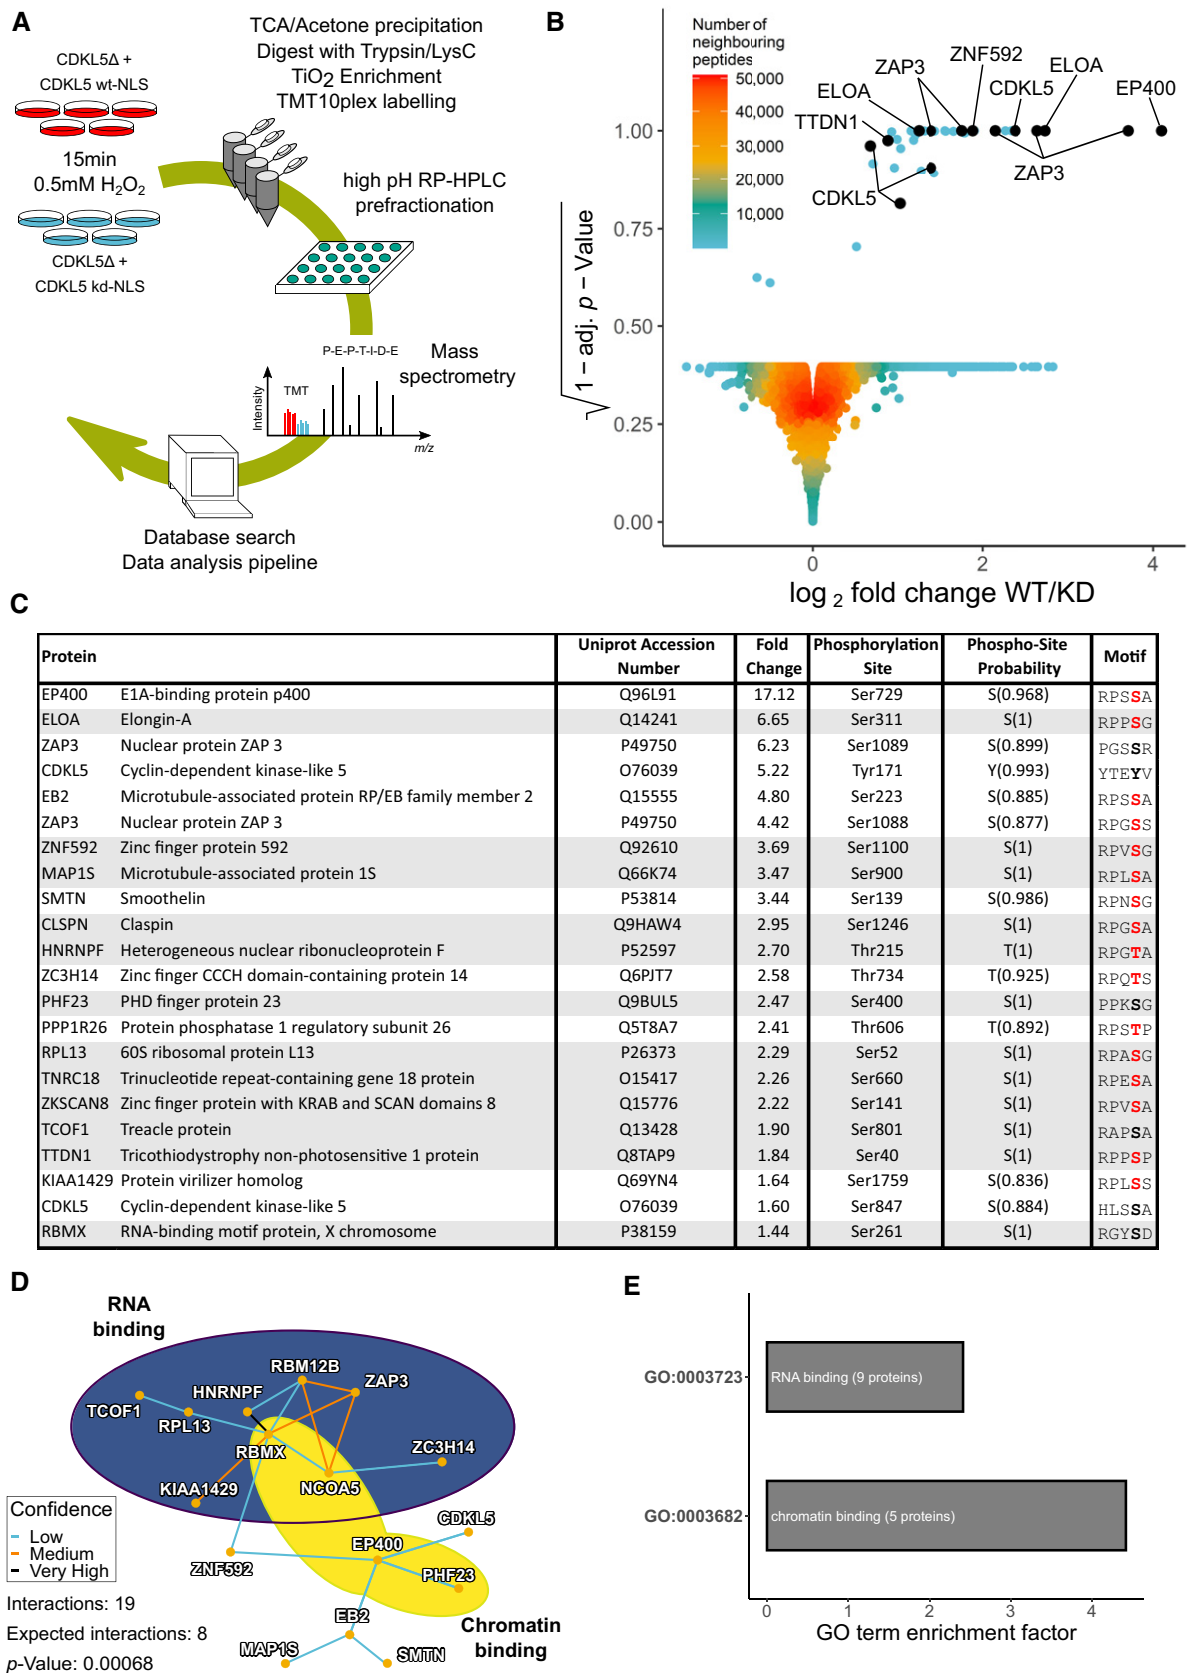 A
CDKL5Δ +
CDKL5 wt-NLS
15min
0.5mM H2O2
CDKL5Δ +
CDKL5 kd-NLS
TCA/Acetone precipitation
Digest with Trypsin/LysC
TiO2 Enrichment
TMT10plex labelling
high pH RP-HPLC
prefractionation
P-E-P-T-I-D-E
Mass
spectrometry
Intensity
TMT
m/z
Database search
Data analysis pipeline
B
Number of
neighbouring
peptides
50,000
40,000
30,000
20,000
10,000
1 − adj. p − Value
1.00
0.75
0.50
0.25
0.00
0
2
4
log 2 fold change WT/KD
ZAP3
ZNF592
ELOA
CDKL5
ELOA
EP400
TTDN1
ZAP3
CDKL5
C
Protein Uniprot Accession Number Fold Change Phosphorylation Site Phospho-Site Probability Motif
EP400 E1A-binding protein p400 Q96L91 17.12 Ser729 S(0.968) RPSSA
ELOA Elongin-A Q14241 6.65 Ser311 S(1) RPPSG
ZAP3 Nuclear protein ZAP 3 P49750 6.23 Ser1089 S(0.899) PGSSR
CDKL5 Cyclin-dependent kinase-like 5 O76039 5.22 Tyr171 Y(0.993) YTEYV
EB2 Microtubule-associated protein RP/EB family member 2 Q15555 4.80 Ser223 S(0.885) RPSSA
ZAP3 Nuclear protein ZAP 3 P49750 4.42 Ser1088 S(0.877) RPGSS
ZNF592 Zinc finger protein 592 Q92610 3.69 Ser1100 S(1) RPVSG
MAP1S Microtubule-associated protein 1S Q66K74 3.47 Ser900 S(1) RPLSA
SMTN Smoothelin P53814 3.44 Ser139 S(0.986) RPNSG
CLSPN Claspin Q9HAW4 2.95 Ser1246 S(1) RPGSA
HNRNPF Heterogeneous nuclear ribonucleoprotein F P52597 2.70 Thr215 T(1) RPGTA
ZC3H14 Zinc finger CCCH domain-containing protein 14 Q6PJT7 2.58 Thr734 T(0.925) RPQTS
PHF23 PHD finger protein 23 Q9BUL5 2.47 Ser400 S(1) PPKSG
PPP1R26 Protein phosphatase 1 regulatory subunit 26 Q5T8A7 2.41 Thr606 T(0.892) RPSTP
RPL13 60S ribosomal protein L13 P26373 2.29 Ser52 S(1) RPASG
TNRC18 Trinucleotide repeat-containing gene 18 protein O15417 2.26 Ser660 S(1) RPESA
ZKSCAN8 Zinc finger protein with KRAB and SCAN domains 8 Q15776 2.22 Ser141 S(1) RPVSA
TCOF1 Treacle protein Q13428 1.90 Ser801 S(1) RAPSA
TTDN1 Tricothiodystrophy non-photosensitive 1 protein Q8TAP9 1.84 Ser40 S(1) RPPSP
KIAA1429 Protein virilizer homolog Q69YN4 1.64 Ser1759 S(0.836) RPLSS
CDKL5 Cyclin-dependent kinase-like 5 O76039 1.60 Ser847 S(0.884) HLSSA
RBMX RNA-binding motif protein, X chromosome P38159 1.44 Ser261 S(1) RGYSD
D
RNA
binding
RBM12B
ZAP3
HNRNPF
TCOF1
RPL13
RBMX
ZC3H14
KIAA1429
NCOA5
CDKL5
EP400
ZNF592
PHF23
EB2
MAP1S
SMTN
Chromatin
binding
Confidence
Low
Medium
Very High
Interactions: 19
Expected interactions: 8
p-Value: 0.00068
E
GO:0003723
RNA binding (9 proteins)
GO:0003682
chromatin binding (5 proteins)
0
1
2
3
4
GO term enrichment factor